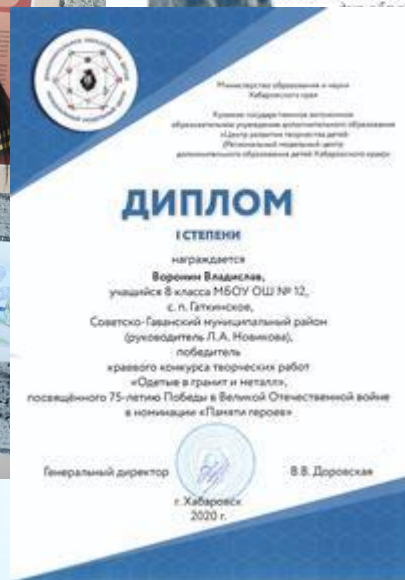 Министерство образования и науки
Хабаровского края
Краевое государственное автономное
образовательное учреждение дополнительного образования
«Центр развития творчества детей
(Региональный модельный центр
дополнительного образования детей Хабаровского края)»
ДИПЛОМ
I СТЕПЕНИ
награждается
Воронин Владислав,
учащийся 8 класса МБОУ ОШ № 12,
с. п. Гаткинское,
Советско-Гаванский муниципальный район
(руководитель Л.А. Новикова),
победитель
краевого конкурса творческих работ
«Одетые в гранит и металл»,
посвящённого 75-летию Победы в Великой Отечественной войне
в номинации «Памяти героев»
Генеральный директор В.В. Доровская
г. Хабаровск
2020 г.